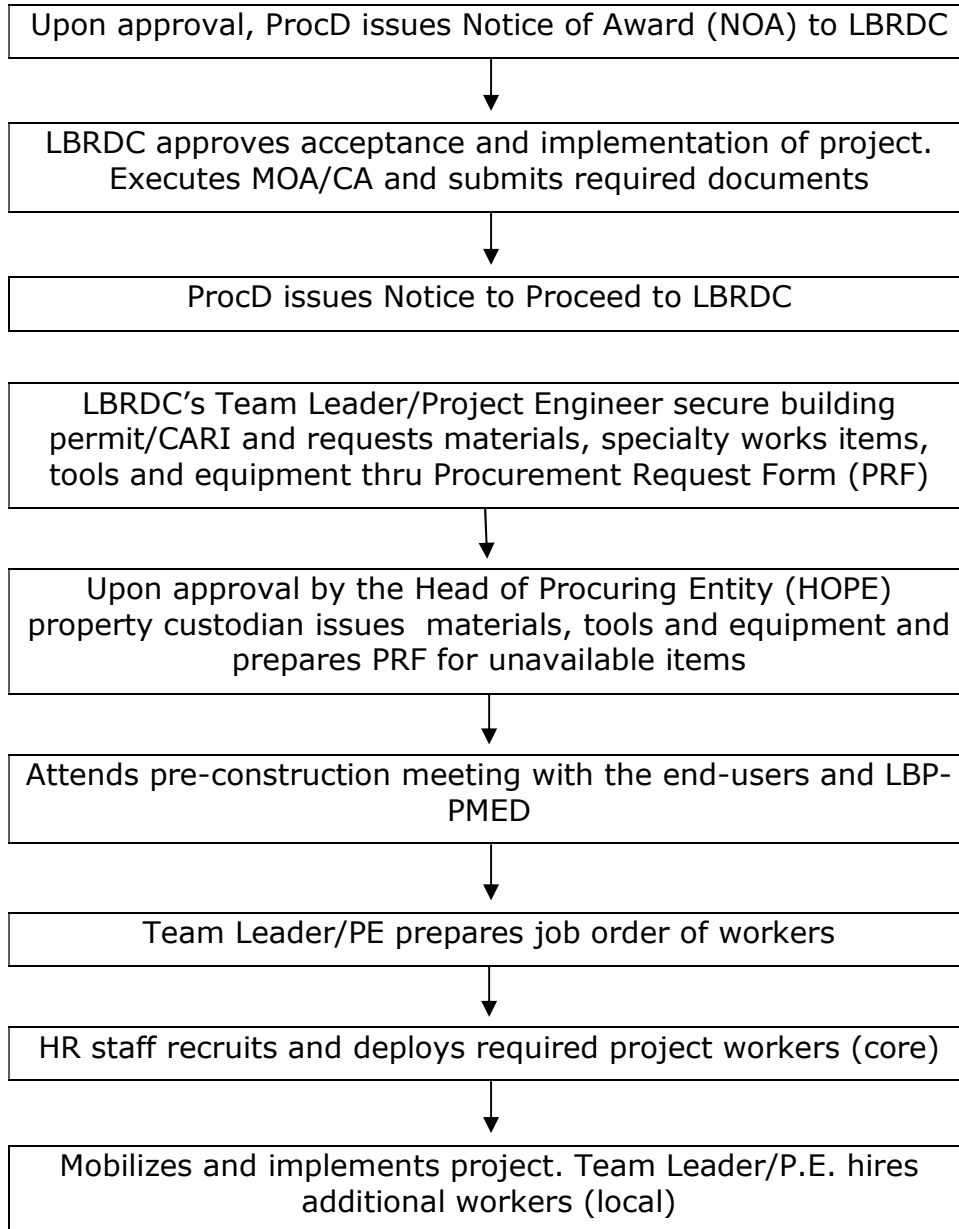 Upon approval, ProcD issues Notice of Award (NOA) to LBRDC
LBRDC approves acceptance and implementation of project.
Executes MOA/CA and submits required documents
ProcD issues Notice to Proceed to LBRDC
LBRDC’s Team Leader/Project Engineer secure building
permit/CARI and requests materials, specialty works items,
tools and equipment thru Procurement Request Form (PRF)
Upon approval by the Head of Procuring Entity (HOPE)
property custodian issues  materials, tools and equipment and
prepares PRF for unavailable items
Attends pre-construction meeting with the end-users and LBP-
PMED
Team Leader/PE prepares job order of workers
HR staff recruits and deploys required project workers (core)
Mobilizes and implements project. Team Leader/P.E. hires
additional workers (local)